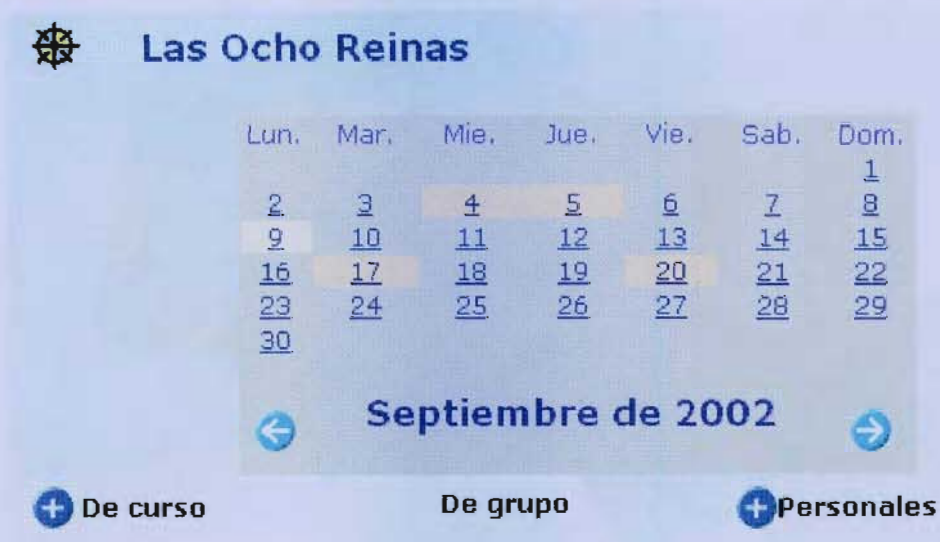 Las Ocho Reinas
Lun. Mar. Mie. Jue. Vie. Sab. Dom.
1
2 3 4 5 6 7 8
9 10 11 12 13 14 15
16 17 18 19 20 21 22
23 24 25 26 27 28 29
30
Septiembre de 2002
De curso De grupo Personales